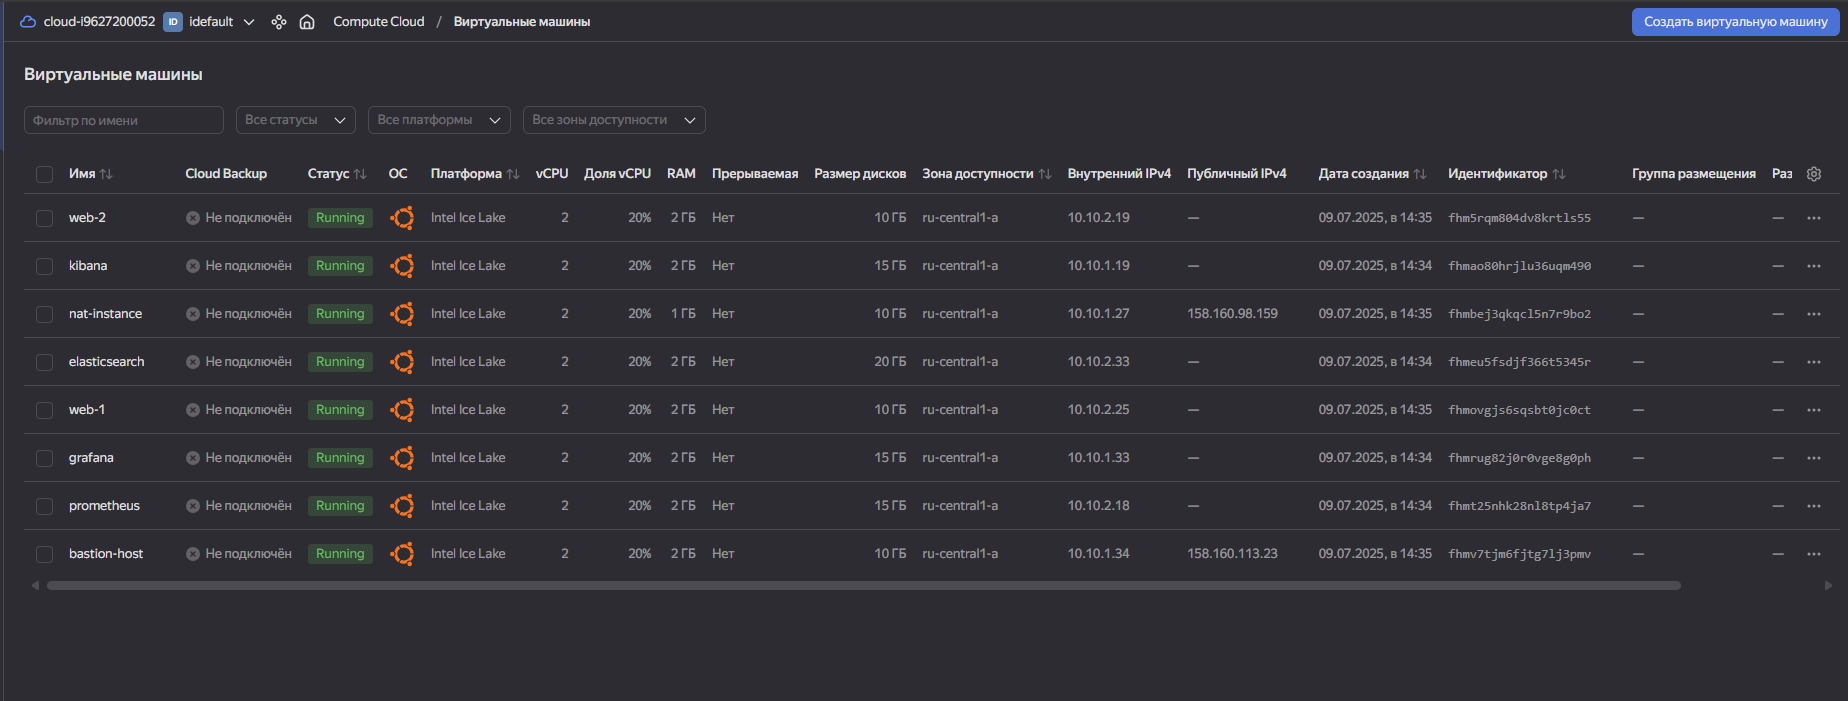 cloud-i9627200052 ID idefault Compute Cloud / Виртуальные машины Создать виртуальную машину
Виртуальные машины
Фильтр по имени Все статусы Все платформы Все зоны доступности
Имя Cloud Backup Статус ОС Платформа vCPU Доля vCPU RAM Прерываемая Размер дисков Зона доступности Внутренний IPv4 Публичный IPv4 Дата создания Идентификатор Группа размещения Раз
web-2 Не подключён Running Intel Ice Lake 2 20% 2 ГБ Нет 10 ГБ ru-central1-a 10.10.2.19 — 09.07.2025, в 14:35 fhm5rqm804dv8krtls55 — — ···
kibana Не подключён Running Intel Ice Lake 2 20% 2 ГБ Нет 15 ГБ ru-central1-a 10.10.1.19 — 09.07.2025, в 14:34 fhmao80hrjlu36uqm490 — — ···
nat-instance Не подключён Running Intel Ice Lake 2 20% 1 ГБ Нет 10 ГБ ru-central1-a 10.10.1.27 158.160.98.159 09.07.2025, в 14:35 fhmbej3qkqcl5n7r9bo2 — — ···
elasticsearch Не подключён Running Intel Ice Lake 2 20% 2 ГБ Нет 20 ГБ ru-central1-a 10.10.2.33 — 09.07.2025, в 14:34 fhmeu5fsdjf366t5345r — — ···
web-1 Не подключён Running Intel Ice Lake 2 20% 2 ГБ Нет 10 ГБ ru-central1-a 10.10.2.25 — 09.07.2025, в 14:35 fhmovgjs6sqsbt0jc0ct — — ···
grafana Не подключён Running Intel Ice Lake 2 20% 2 ГБ Нет 15 ГБ ru-central1-a 10.10.1.33 — 09.07.2025, в 14:34 fhmrug82j0r0vge8g0ph — — ···
prometheus Не подключён Running Intel Ice Lake 2 20% 2 ГБ Нет 15 ГБ ru-central1-a 10.10.2.18 — 09.07.2025, в 14:34 fhmt25nhk28nl8tp4ja7 — — ···
bastion-host Не подключён Running Intel Ice Lake 2 20% 2 ГБ Нет 10 ГБ ru-central1-a 10.10.1.34 158.160.113.23 09.07.2025, в 14:35 fhmv7tjm6fjtg7lj3pmv — — ···